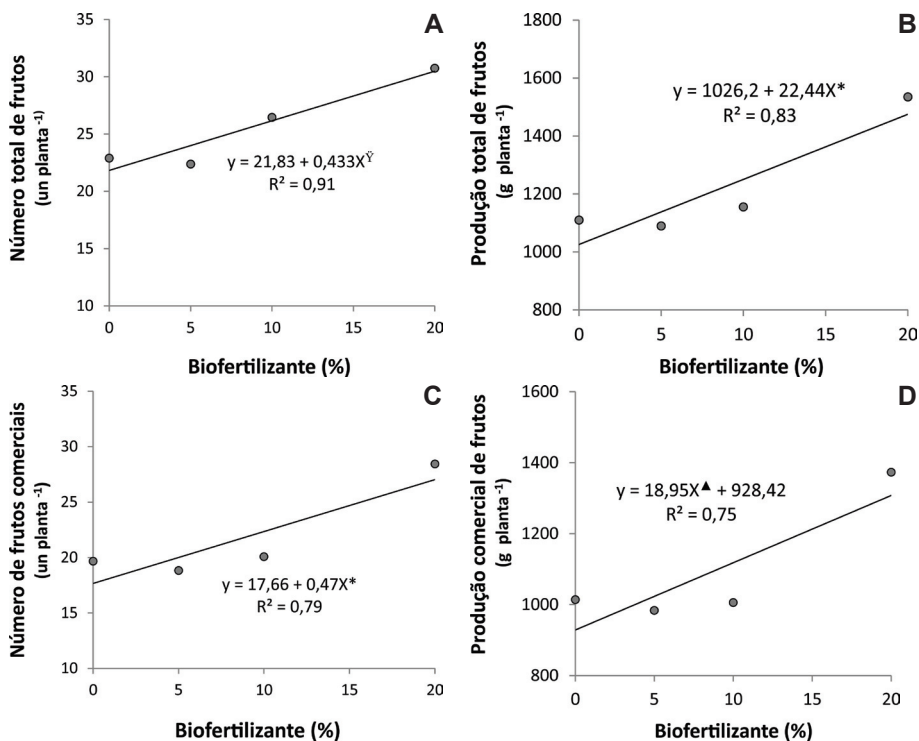 A
Número total de frutos
(un planta ⁻¹)
35
30
25
20
15
10
y = 21,83 + 0,433X^Ÿ
R² = 0,91
0 5 10 15 20
Biofertilizante (%)
B
Produção total de frutos
(g planta ⁻¹)
1800
1600
1400
1200
1000
800
y = 1026,2 + 22,44X*
R² = 0,83
0 5 10 15 20
Biofertilizante (%)
C
Número de frutos comerciais
(un planta ⁻¹)
35
30
25
20
15
10
y = 17,66 + 0,47X*
R² = 0,79
0 5 10 15 20
Biofertilizante (%)
D
Produção comercial de frutos
(g planta ⁻¹)
1600
1400
1200
1000
800
y = 18,95X▲ + 928,42
R² = 0,75
0 5 10 15 20
Biofertilizante (%)